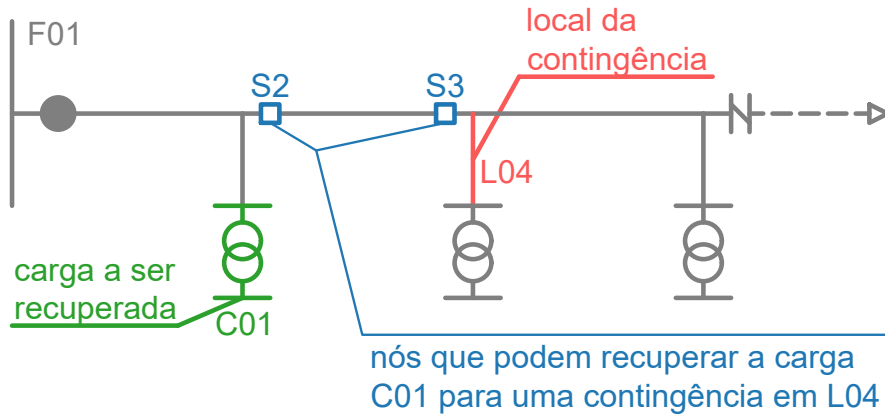 F01
local da
contingência
S2
S3
L04
carga a ser
recuperada
C01
nós que podem recuperar a carga
C01 para uma contingência em L04